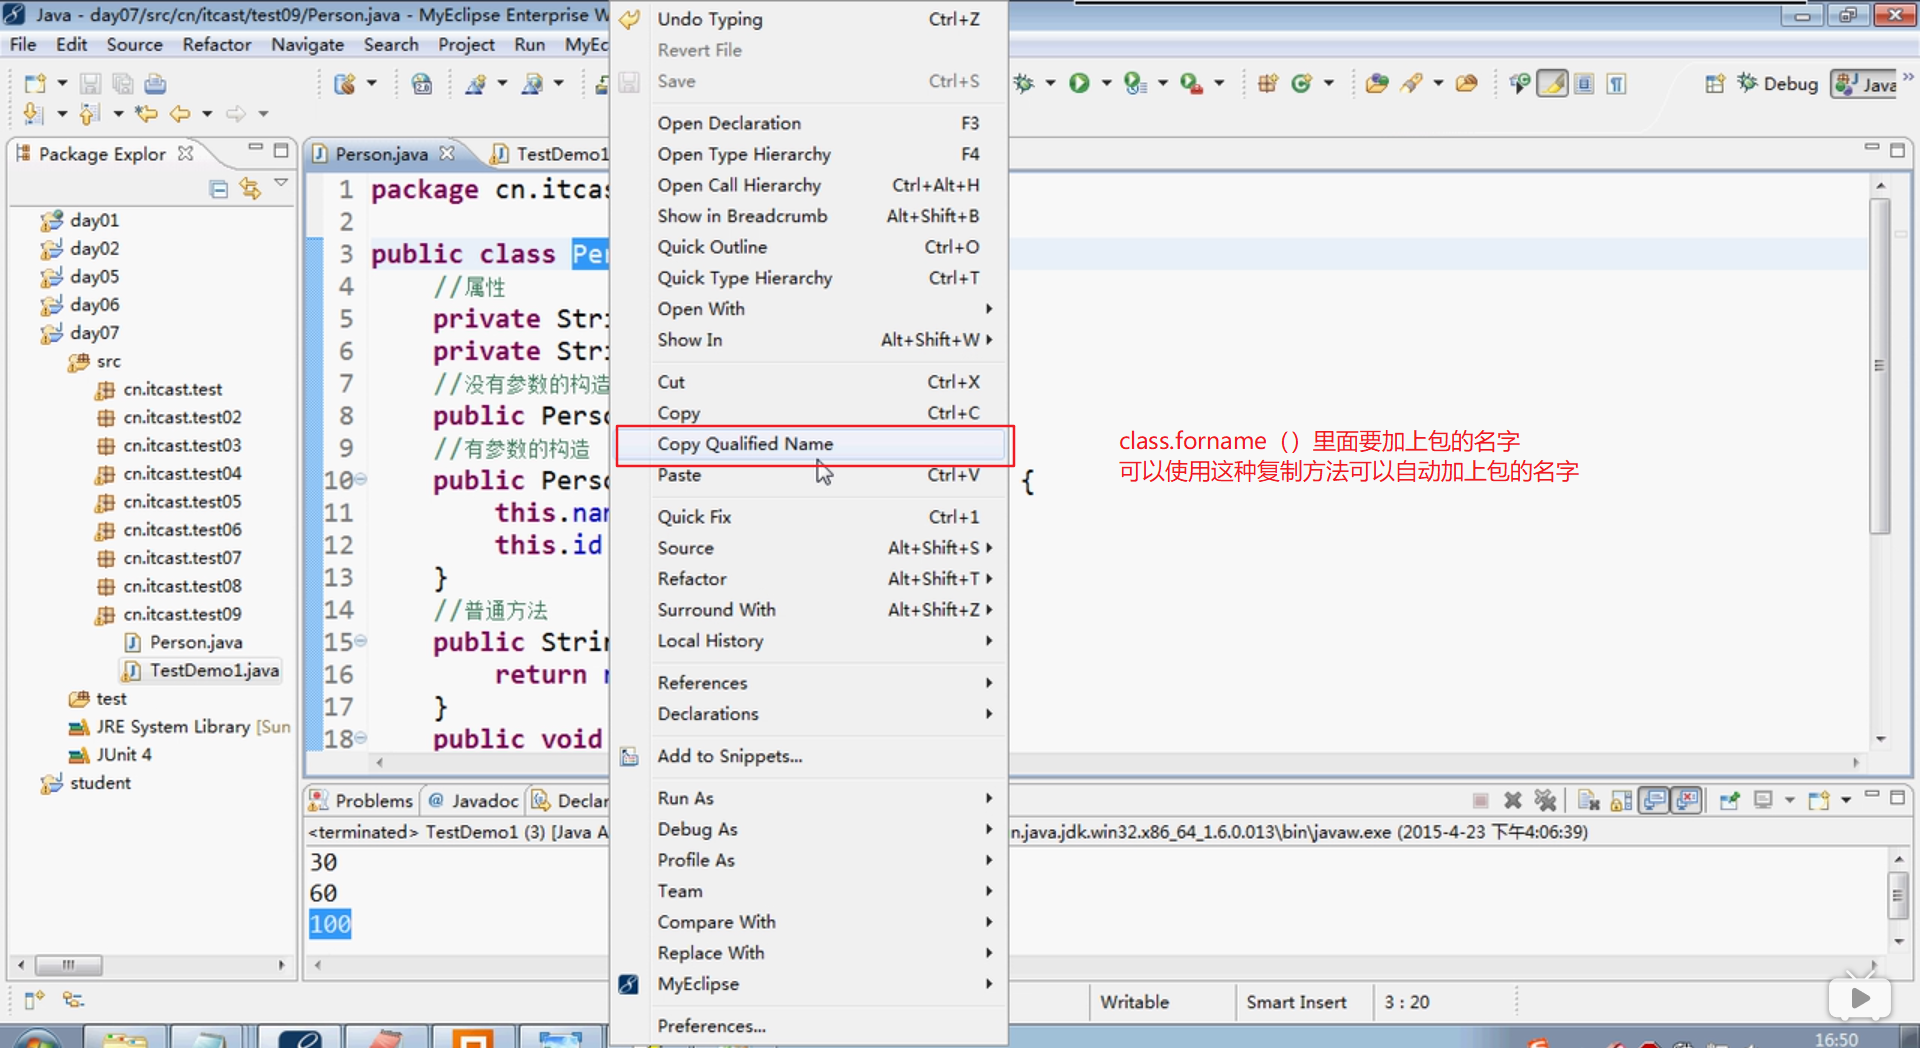 Java - day07/src/cn/itcast/test09/Person.java - MyEclipse Enterprise W
File Edit Source Refactor Navigate Search Project Run MyEc
Debug Java
Package Explor
day01
day02
day05
day06
day07
src
cn.itcast.test
cn.itcast.test02
cn.itcast.test03
cn.itcast.test04
cn.itcast.test05
cn.itcast.test06
cn.itcast.test07
cn.itcast.test08
cn.itcast.test09
Person.java
TestDemo1.java
test
JRE System Library [Sun
JUnit 4
student
Person.java TestDemo1
1 package cn.itcas
2
3 public class Per
4 //属性
5 private Stri
6 private Stri
7 //没有参数的构造
8 public Perso
9 //有参数的构造
10 public Perso {
11 this.nam
12 this.id
13 }
14 //普通方法
15 public Strin
16 return n
17 }
18 public void
Undo Typing Ctrl+Z
Revert File
Save Ctrl+S
Open Declaration F3
Open Type Hierarchy F4
Open Call Hierarchy Ctrl+Alt+H
Show in Breadcrumb Alt+Shift+B
Quick Outline Ctrl+O
Quick Type Hierarchy Ctrl+T
Open With
Show In Alt+Shift+W
Cut Ctrl+X
Copy Ctrl+C
Copy Qualified Name
Paste Ctrl+V
Quick Fix Ctrl+1
Source Alt+Shift+S
Refactor Alt+Shift+T
Surround With Alt+Shift+Z
Local History
References
Declarations
Add to Snippets...
Run As
Debug As
Profile As
Team
Compare With
Replace With
MyEclipse
Preferences...
class.forname（）里面要加上包的名字
可以使用这种复制方法可以自动加上包的名字
Problems @ Javadoc Declar
<terminated> TestDemo1 (3) [Java A n.java.jdk.win32.x86_64_1.6.0.013\bin\javaw.exe (2015-4-23 下午4:06:39)
30
60
100
Writable Smart Insert 3 : 20
16:50